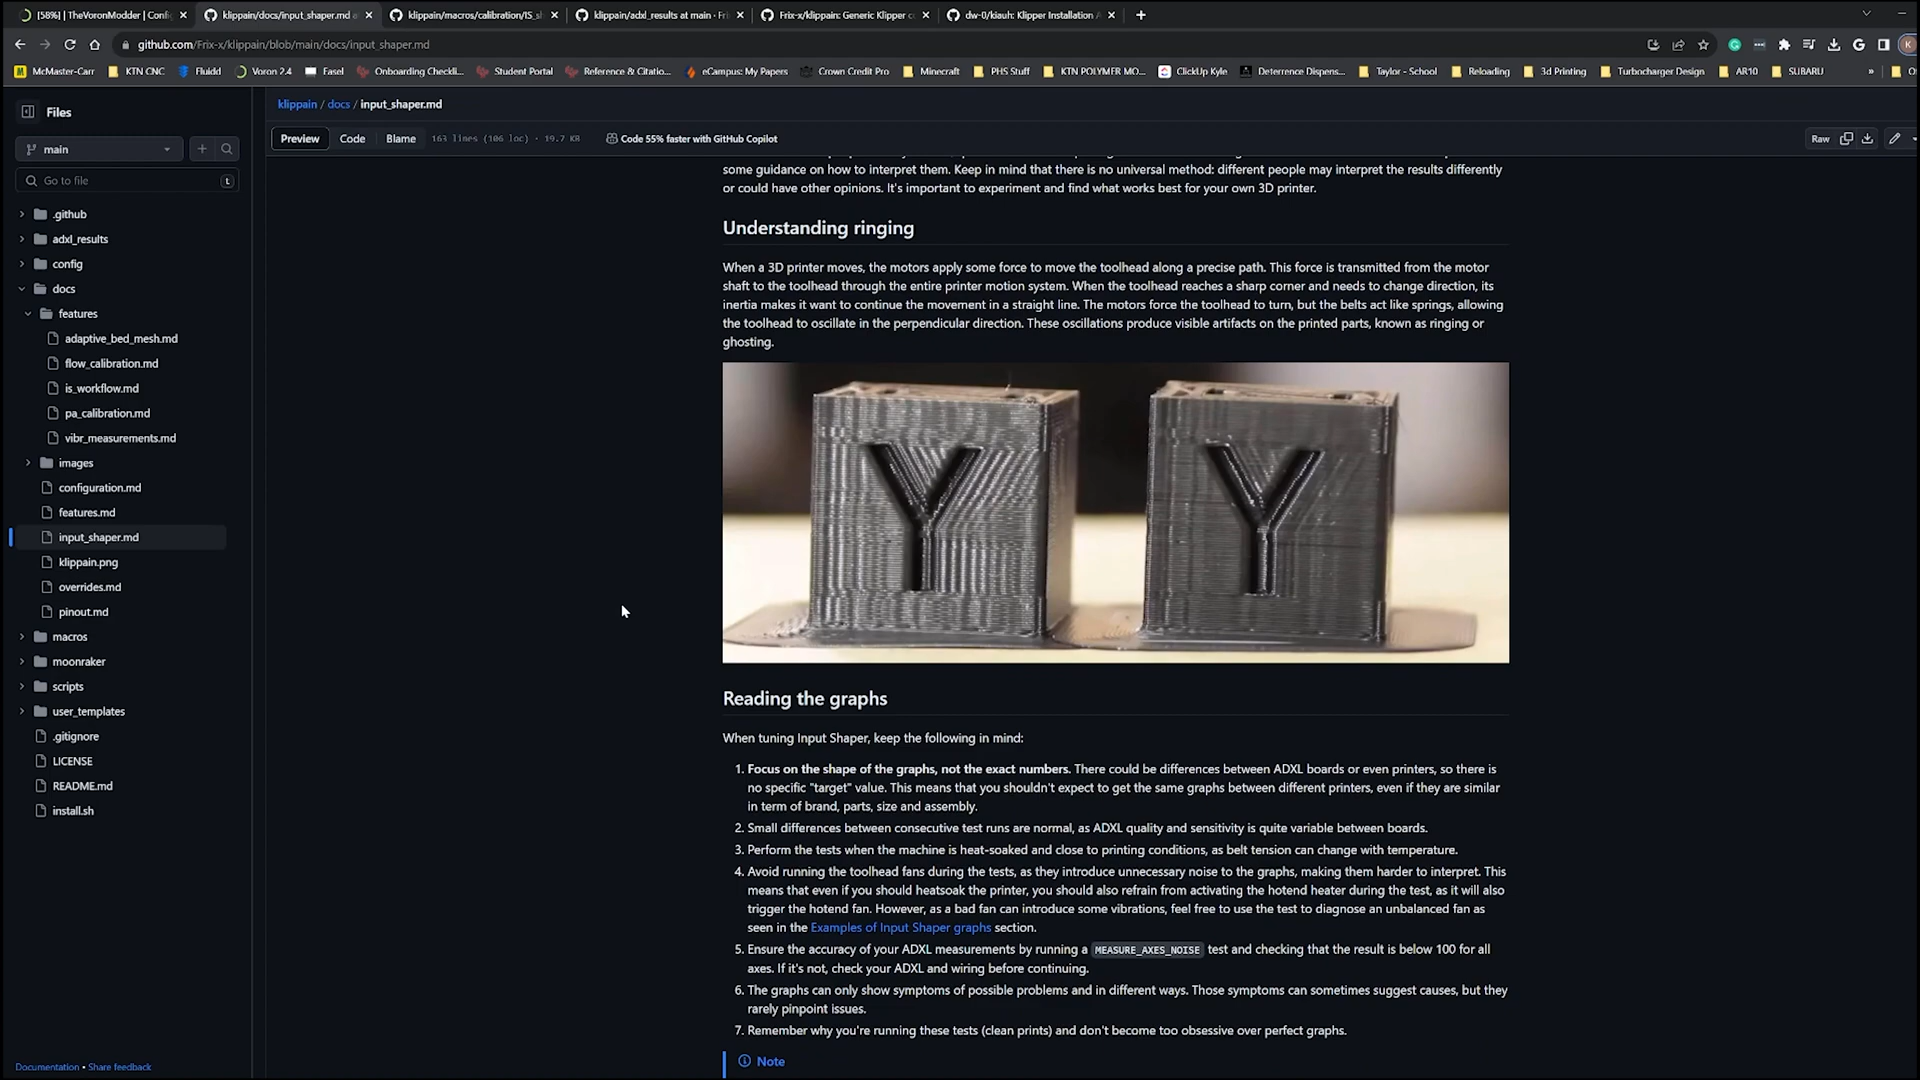 [58%] | TheVoronModder | Config
klippain/docs/input_shaper.md a
klippain/macros/calibration/IS_s
klippain/adxl_results at main · Fri
Frix-x/klippain: Generic Klipper c
dw-0/kiauh: Klipper Installation A
github.com/Frix-x/klippain/blob/main/docs/input_shaper.md
K
McMaster-Carr
KTN CNC
Fluidd
Voron 2.4
Easel
Onboarding Checkli...
Student Portal
Reference & Citatio...
eCampus: My Papers
Crown Credit Pro
Minecraft
PHS Stuff
KTN POLYMER MO...
ClickUp Kyle
Deterrence Dispens...
Taylor - School
Reloading
3d Printing
Turbocharger Design
AR10
SUBARU
»
Files
main
Go to file
t
.github
adxl_results
config
docs
features
adaptive_bed_mesh.md
flow_calibration.md
is_workflow.md
pa_calibration.md
vibr_measurements.md
images
configuration.md
features.md
input_shaper.md
klippain.png
overrides.md
pinout.md
macros
moonraker
scripts
user_templates
.gitignore
LICENSE
README.md
install.sh
Documentation • Share feedback
klippain / docs / input_shaper.md
Preview
Code
Blame
163 lines (106 loc) · 19.7 KB
Code 55% faster with GitHub Copilot
Raw
some guidance on how to interpret them. Keep in mind that there is no universal method: different people may interpret the results differently
or could have other opinions. It's important to experiment and find what works best for your own 3D printer.
Understanding ringing
When a 3D printer moves, the motors apply some force to move the toolhead along a precise path. This force is transmitted from the motor
shaft to the toolhead through the entire printer motion system. When the toolhead reaches a sharp corner and needs to change direction, its
inertia makes it want to continue the movement in a straight line. The motors force the toolhead to turn, but the belts act like springs, allowing
the toolhead to oscillate in the perpendicular direction. These oscillations produce visible artifacts on the printed parts, known as ringing or
ghosting.
Y Y
Reading the graphs
When tuning Input Shaper, keep the following in mind:
1. Focus on the shape of the graphs, not the exact numbers. There could be differences between ADXL boards or even printers, so there is
no specific "target" value. This means that you shouldn't expect to get the same graphs between different printers, even if they are similar
in term of brand, parts, size and assembly.
2. Small differences between consecutive test runs are normal, as ADXL quality and sensitivity is quite variable between boards.
3. Perform the tests when the machine is heat-soaked and close to printing conditions, as belt tension can change with temperature.
4. Avoid running the toolhead fans during the tests, as they introduce unnecessary noise to the graphs, making them harder to interpret. This
means that even if you should heatsoak the printer, you should also refrain from activating the hotend heater during the test, as it will also
trigger the hotend fan. However, as a bad fan can introduce some vibrations, feel free to use the test to diagnose an unbalanced fan as
seen in the Examples of Input Shaper graphs section.
5. Ensure the accuracy of your ADXL measurements by running a MEASURE_AXES_NOISE test and checking that the result is below 100 for all
axes. If it's not, check your ADXL and wiring before continuing.
6. The graphs can only show symptoms of possible problems and in different ways. Those symptoms can sometimes suggest causes, but they
rarely pinpoint issues.
7. Remember why you're running these tests (clean prints) and don't become too obsessive over perfect graphs.
Note